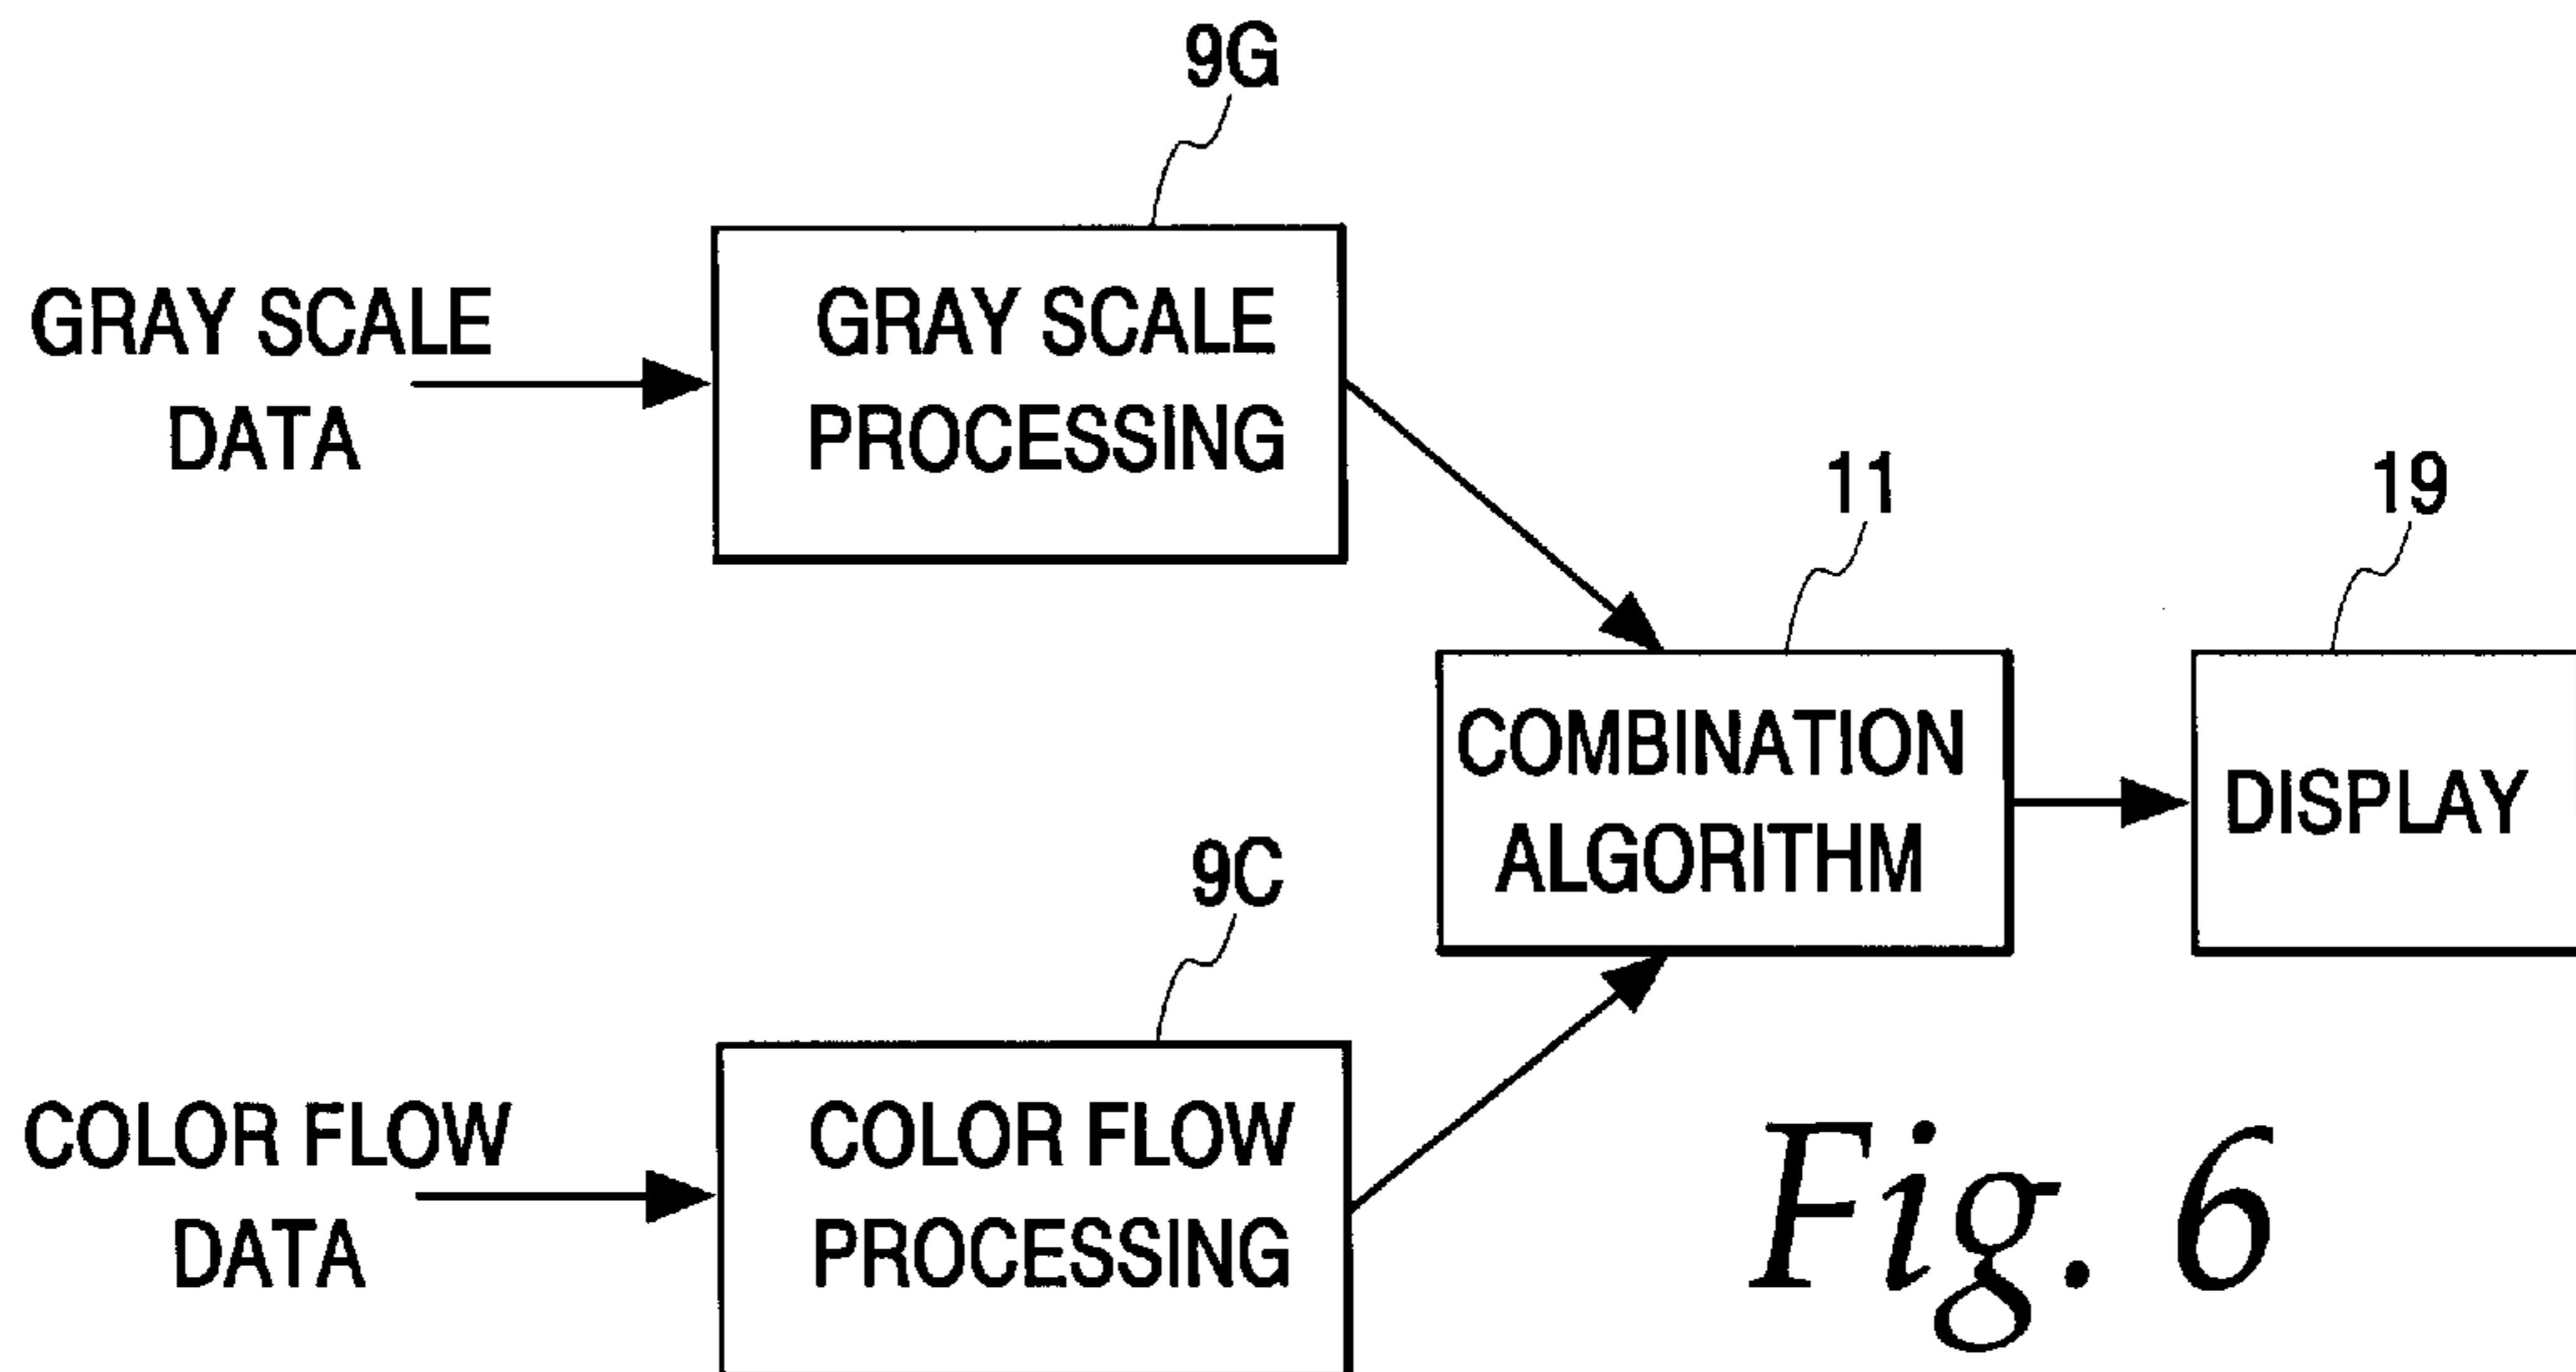 9G
GRAY SCALE
DATA
GRAY SCALE
PROCESSING
11
19
COMBINATION
ALGORITHM
DISPLAY
9C
COLOR FLOW
DATA
COLOR FLOW
PROCESSING
Fig. 6